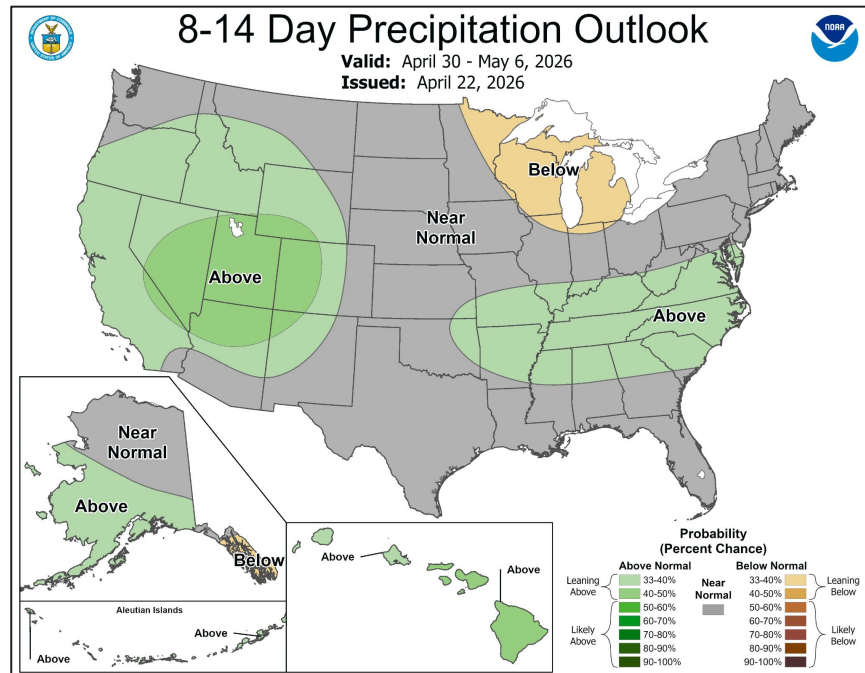 8-14 Day Precipitation Outlook
Valid: April 30 - May 6, 2026
Issued: April 22, 2026
NOAA
Below
Near
Normal
Above
Above
Near
Normal
Above
Below
Aleutian Islands
Above
Above
Above
Above
Probability
(Percent Chance)
Above Normal
Below Normal
Near
Normal
Leaning
Above
33-40%
40-50%
Likely
Above
50-60%
60-70%
70-80%
80-90%
90-100%
33-40%
40-50%
Leaning
Below
50-60%
60-70%
70-80%
80-90%
90-100%
Likely
Below